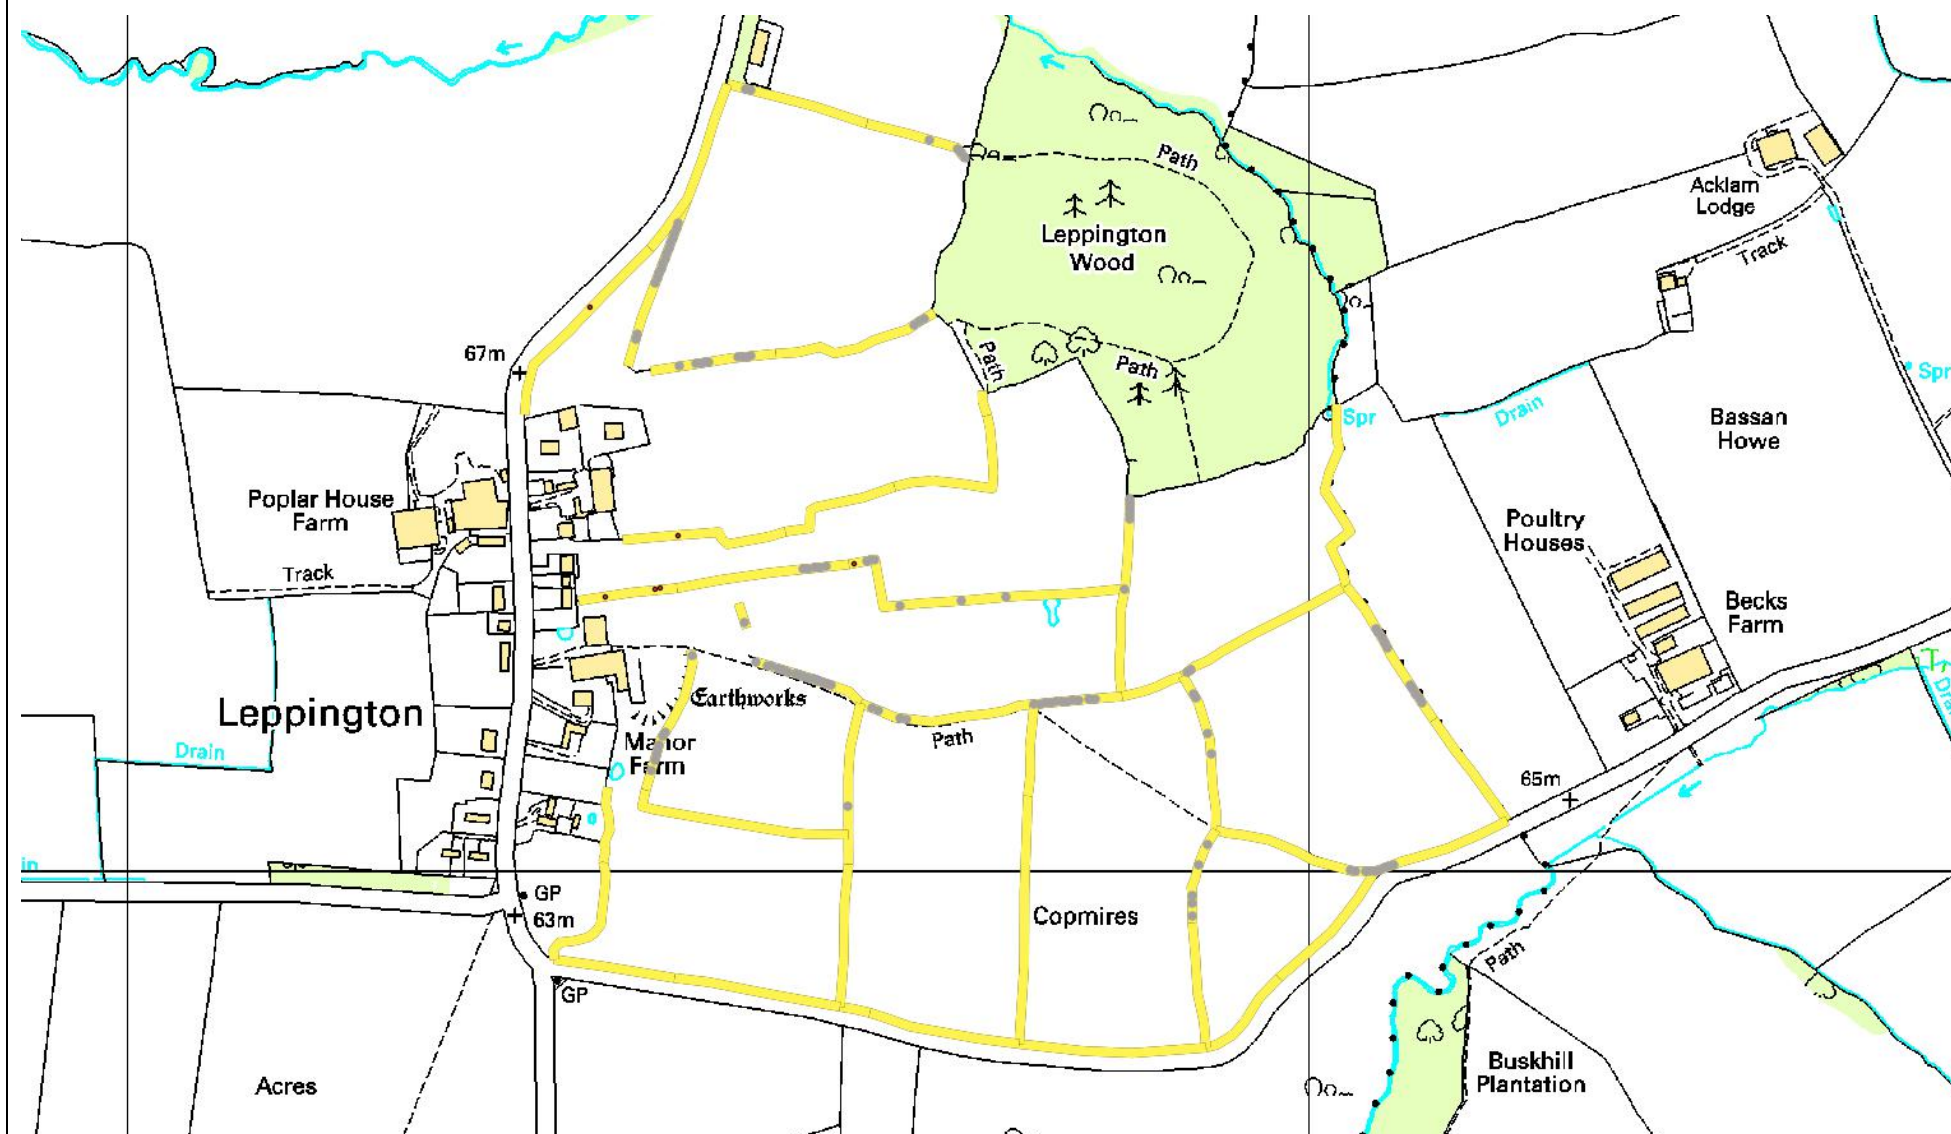 Path
Acklam
Lodge
Leppington
Wood
Track
67m
Path
Path
Spr
Spr
Drain
Bassan
Howe
Poplar House
Farm
Poultry
Houses
Track
Becks
Farm
Earthworks
Leppington
Drain
Manor
Farm
Path
65m
in
GP
63m
Copmires
Path
GP
Acres
Buskhill
Plantation